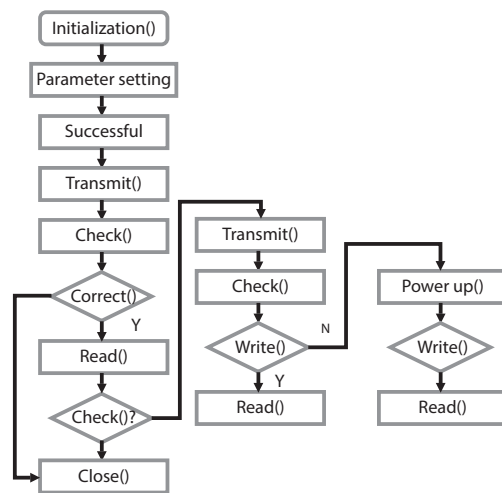 Initialization()
Parameter setting
Successful
Transmit()
Check()
Correct()
Y
Read()
Check()?
Close()
Transmit()
Check()
Write()
N
Y
Read()
Power up()
Write()
Read()